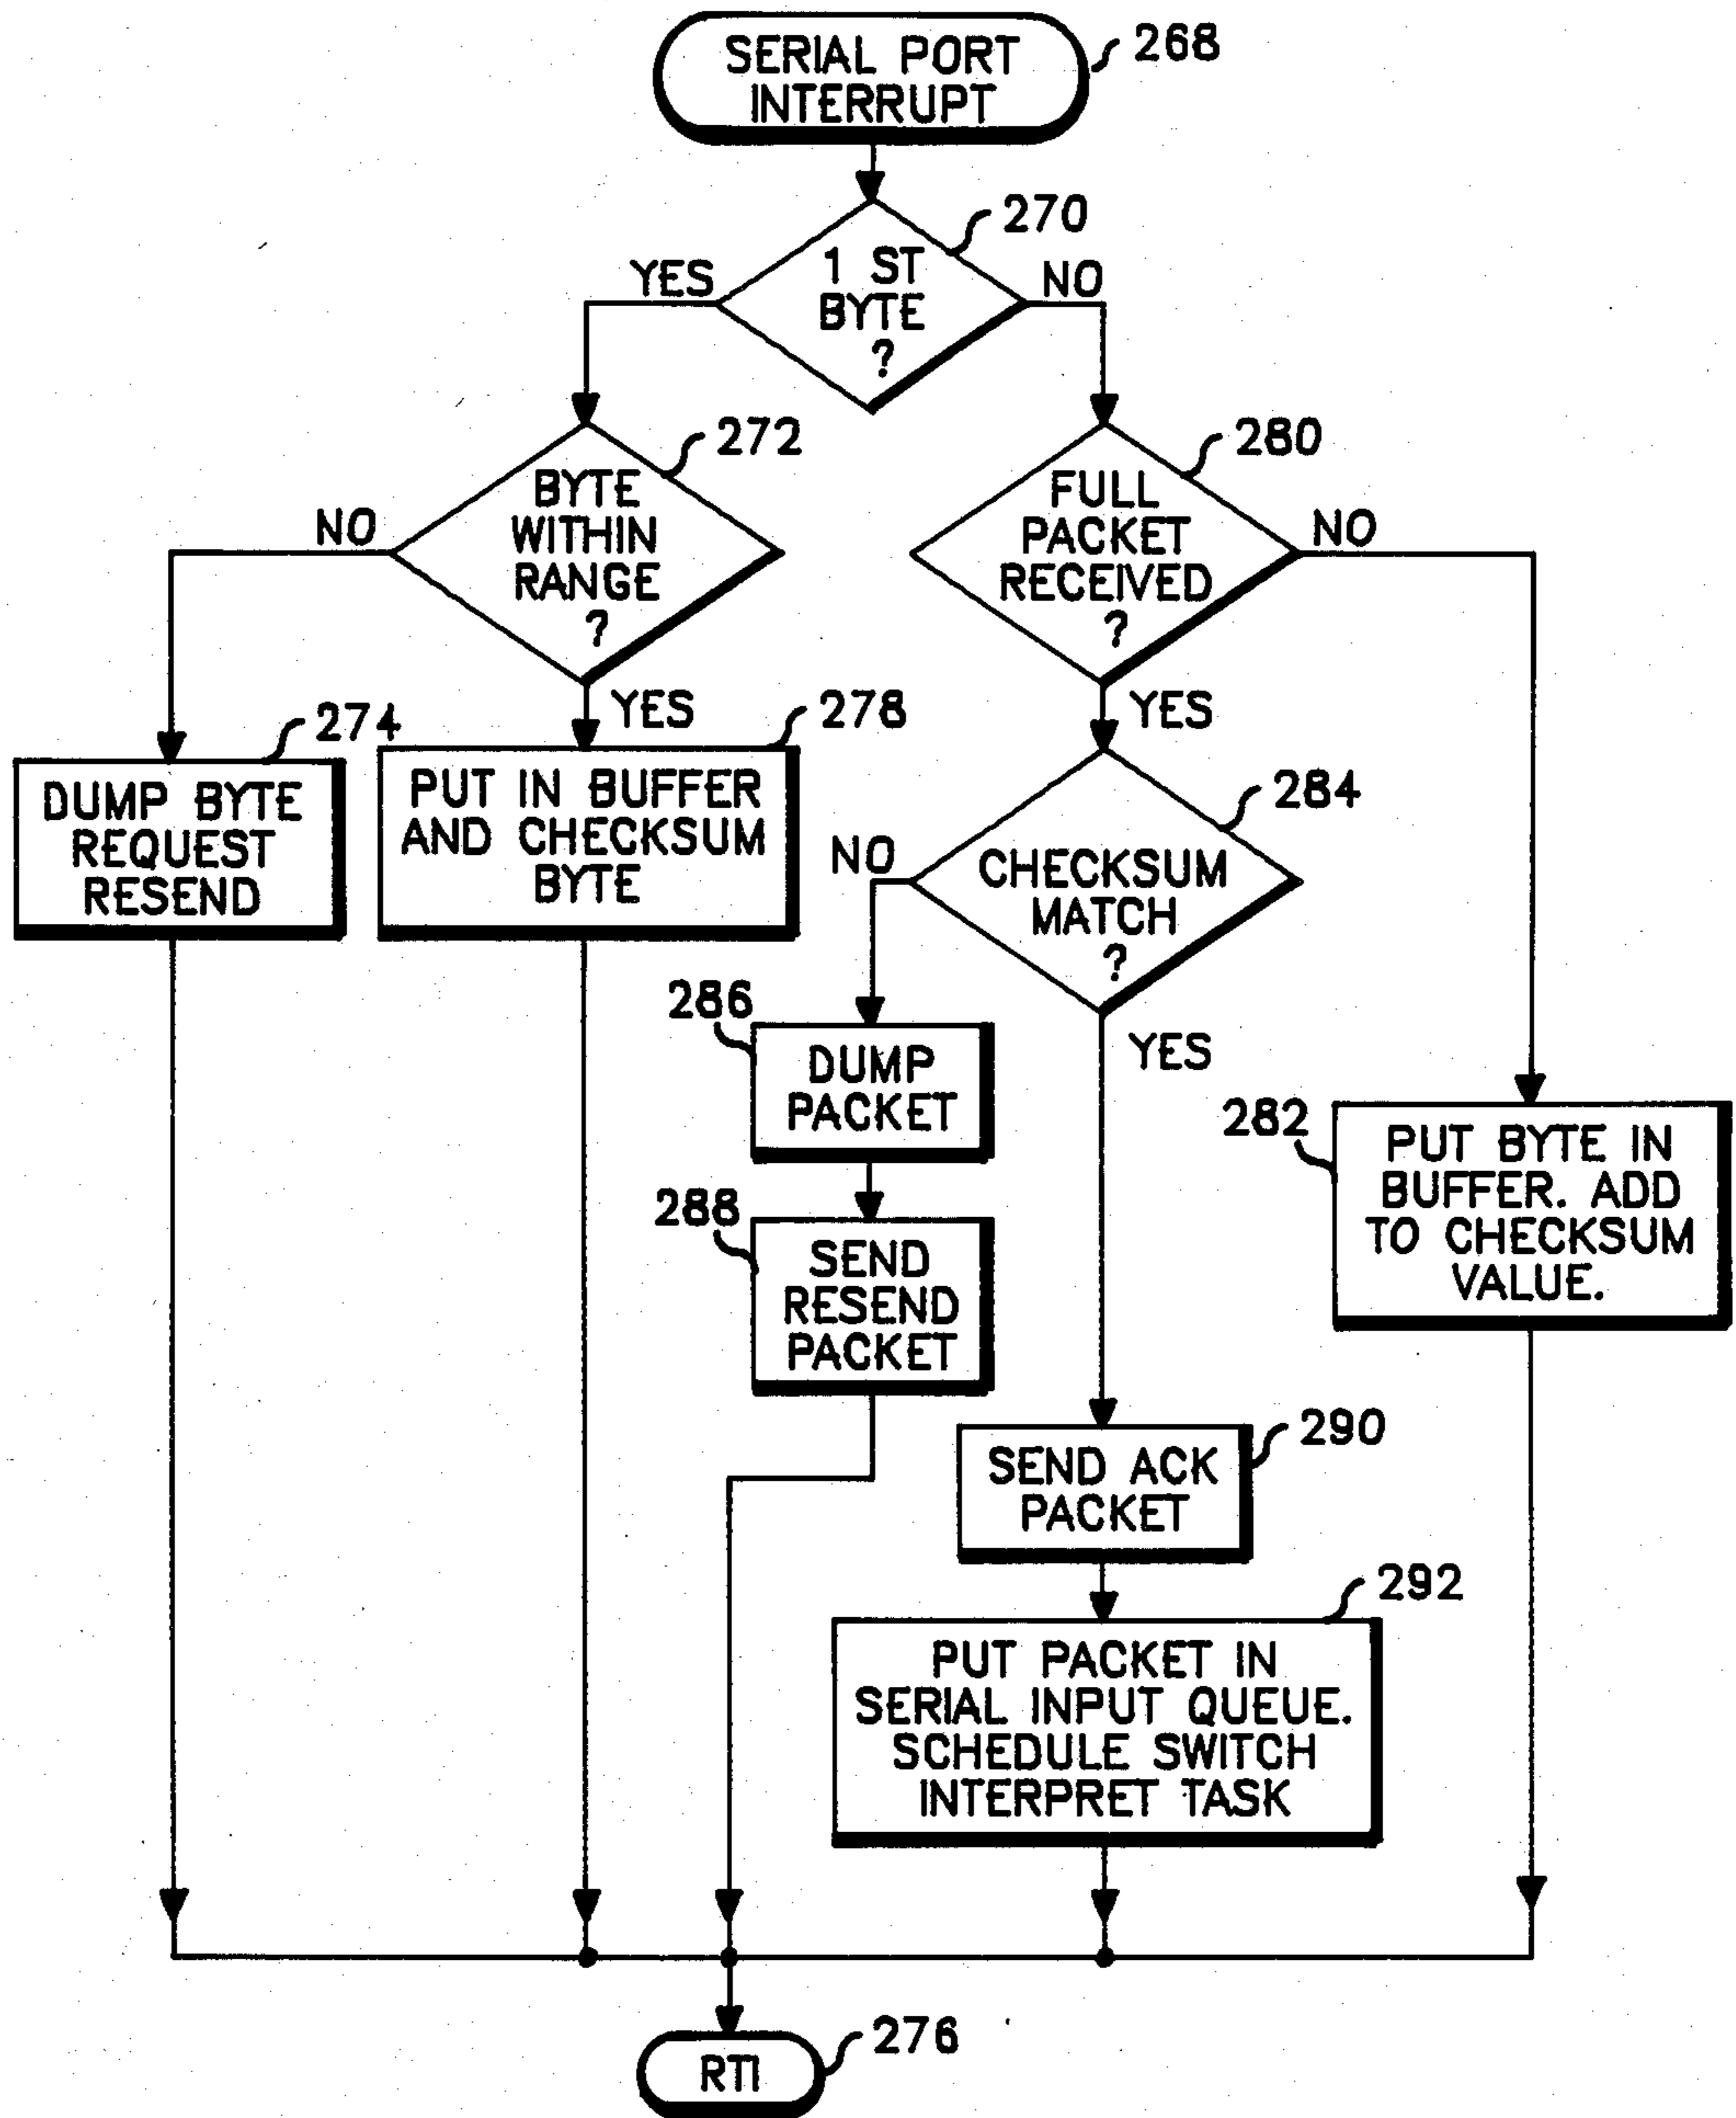 SERIAL PORT
INTERRUPT
268
270
1 ST
BYTE
?
YES
NO
272
BYTE
WITHIN
RANGE
?
NO
YES
280
FULL
PACKET
RECEIVED
?
NO
YES
274
DUMP BYTE
REQUEST
RESEND
278
PUT IN BUFFER
AND CHECKSUM
BYTE
284
CHECKSUM
MATCH
?
NO
YES
286
DUMP
PACKET
282
PUT BYTE IN
BUFFER. ADD
TO CHECKSUM
VALUE.
288
SEND
RESEND
PACKET
290
SEND ACK
PACKET
292
PUT PACKET IN
SERIAL INPUT QUEUE.
SCHEDULE SWITCH
INTERPRET TASK
RTI
276